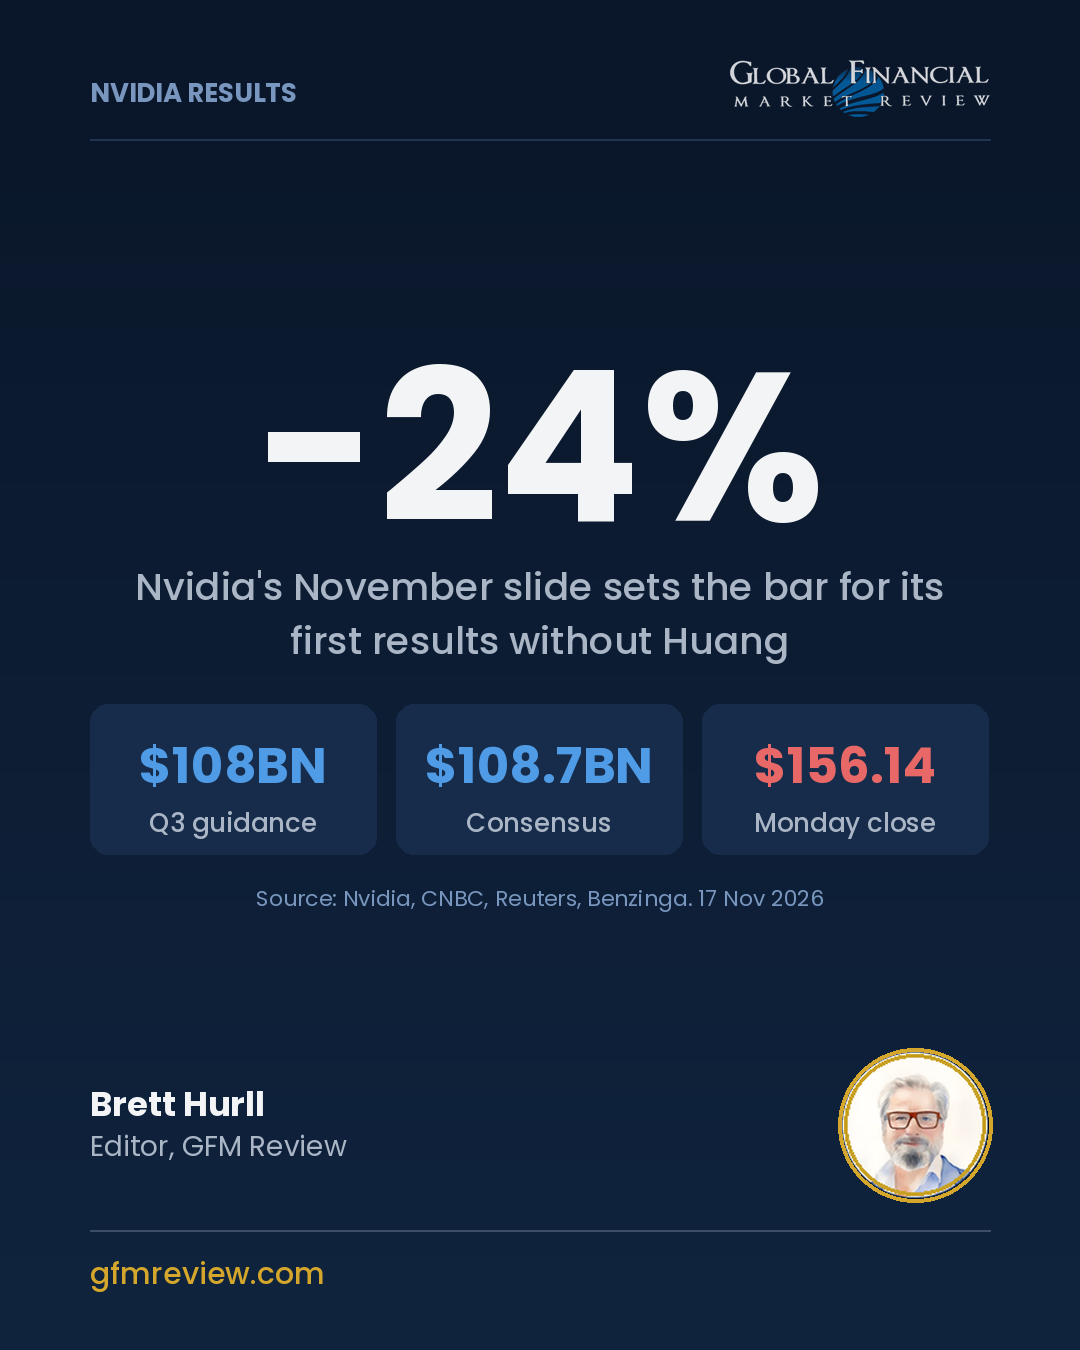 NVIDIA RESULTS
GLOBAL FINANCIAL
MARKET REVIEW
-24%
Nvidia's November slide sets the bar for its
first results without Huang
$108BN
Q3 guidance
$108.7BN
Consensus
$156.14
Monday close
Source: Nvidia, CNBC, Reuters, Benzinga. 17 Nov 2026
Brett Hurll
Editor, GFM Review
gfmreview.com